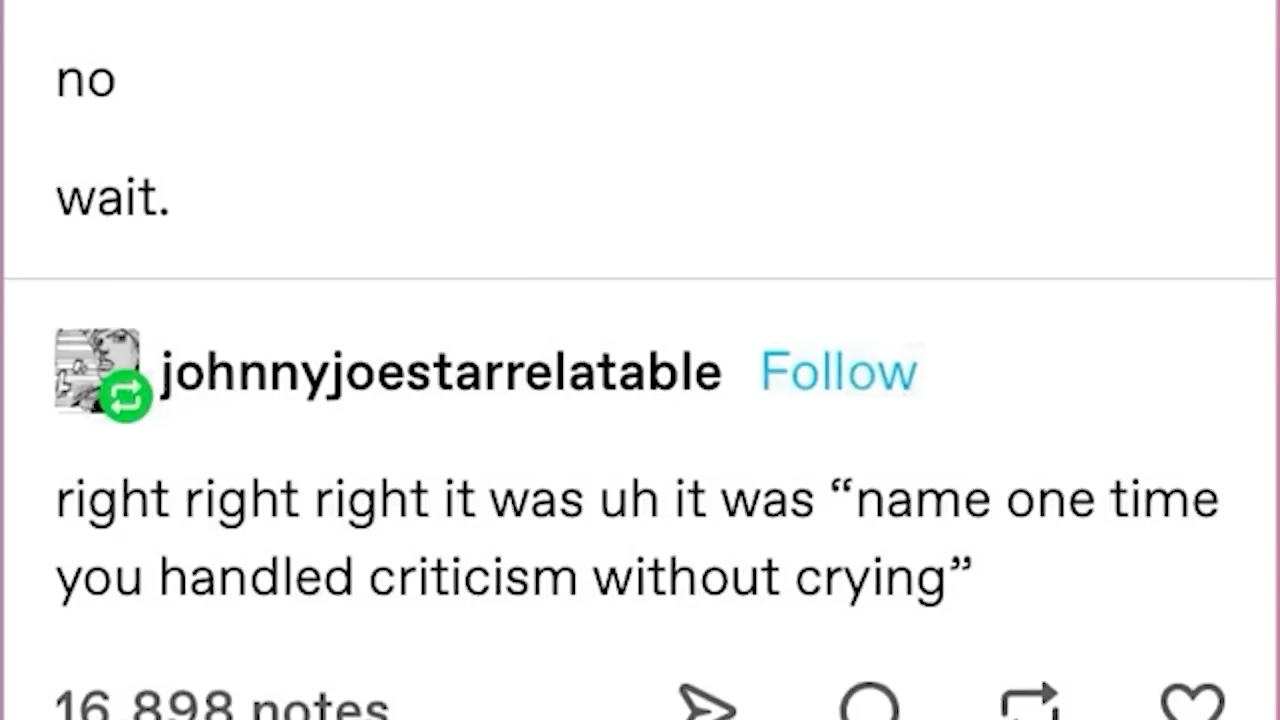 no
wait.
johnnyjoestarrelatable Follow
right right right it was uh it was “name one time
you handled criticism without crying”
16,898 notes